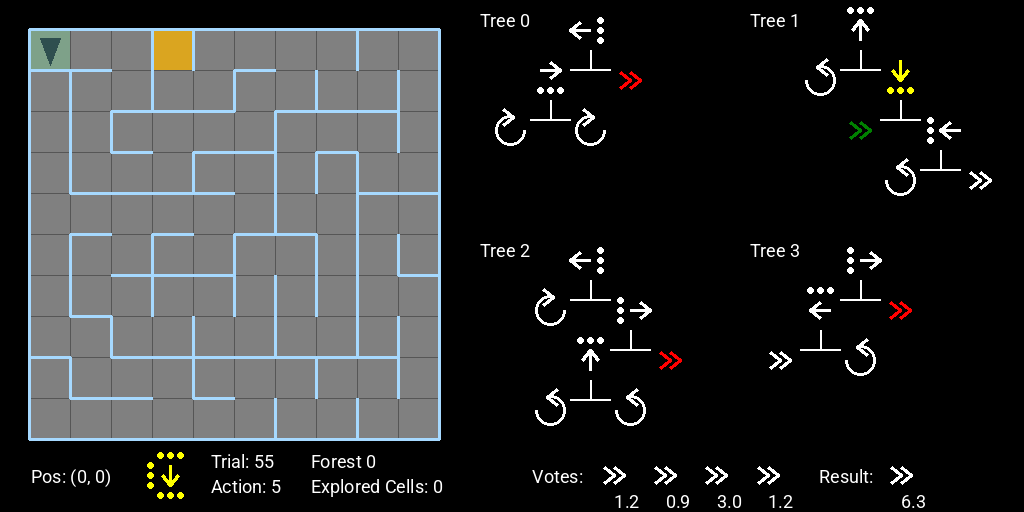 Tree 0
Tree 1
Tree 2
Tree 3
Pos: (0, 0)
Trial: 55
Forest 0
Action: 5
Explored Cells: 0
Votes:
Result:
1.2
0.9
3.0
1.2
6.3